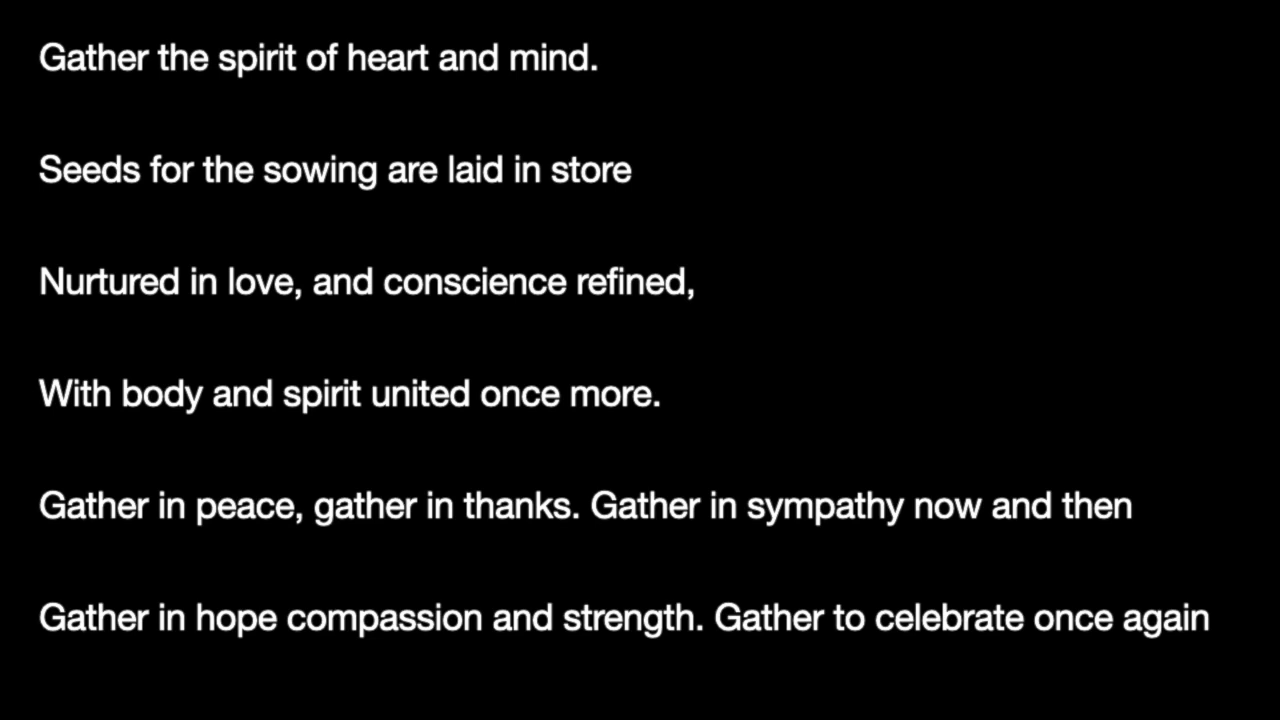 Gather the spirit of heart and mind.
Seeds for the sowing are laid in store
Nurtured in love, and conscience refined,
With body and spirit united once more.
Gather in peace, gather in thanks. Gather in sympathy now and then
Gather in hope compassion and strength. Gather to celebrate once again